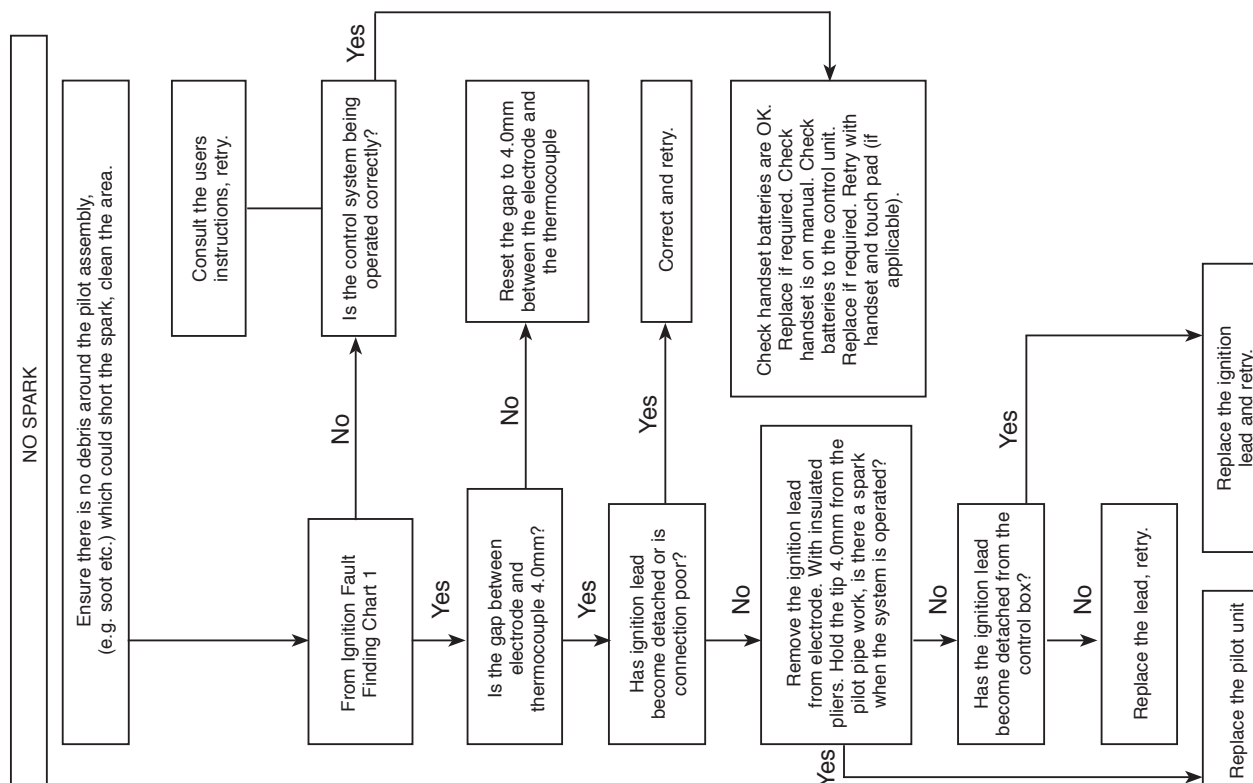 NO SPARK
Ensure there is no debris around the pilot assembly,
(e.g. soot etc.) which could short the spark, clean the area.
From Ignition Fault
Finding Chart 1
No
Is the control system being
operated correctly?
Consult the users
instructions, retry.
Yes
Yes
Is the gap between
electrode and
thermocouple 4.0mm?
No
Reset the gap to 4.0mm
between the electrode and
the thermocouple
Yes
Has ignition lead
become detached or is
connection poor?
Yes
Correct and retry.
No
Remove the ignition lead
from electrode. With insulated
pliers. Hold the tip 4.0mm from the
pilot pipe work, is there a spark
when the system is operated?
Check handset batteries are OK.
Replace if required. Check
handset is on manual. Check
batteries to the control unit.
Replace if required. Retry with
handset and touch pad (if
applicable).
Yes
No
Has the ignition lead
become detached from the
control box?
Yes
No
Replace the lead, retry.
Replace the pilot unit
Replace the ignition
lead and retry.